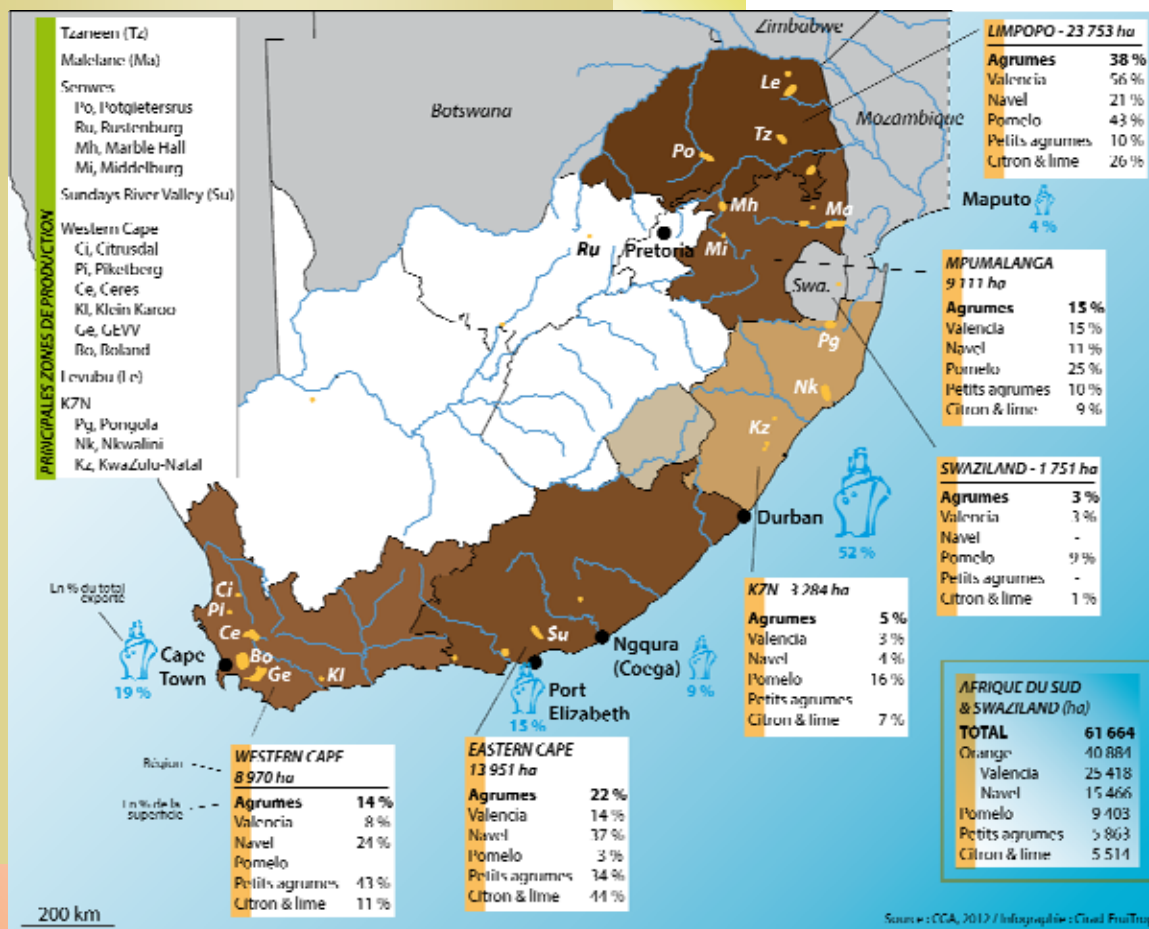 PRINCIPALES ZONES DE PRODUCTION
Tzaneen (Tz)
Malelane (Ma)
Senwes
Po, Potgietersrus
Ru, Rustenburg
Mh, Marble Hall
Mi, Middelburg
Sundays River Valley (Su)
Western Cape
Ci, Citrusdal
Pi, Piketberg
Ce, Ceres
Kl, Klein Karoo
Ge, GEVV
Bo, Boland
Levubu (Le)
KZN
Pg, Pongola
Nk, Nkwalini
Kz, KwaZulu-Natal
Zimbabwe
Botswana
Mozambique
Le
Tz
Po
Mh
Ma
Ru
Pretoria
Mi
Swa.
Pg
Nk
Kz
Maputo
4 %
Durban
52 %
Ngqura
(Coega)
9 %
Port
Elizabeth
15 %
Su
Cape
Town
19 %
Ci
Pi
Ce
Bo
Ge
Kl
En % du total
exporté
Région
En % de la
superficie
LIMPOPO - 23 753 ha
Agrumes 38 %
Valencia 56 %
Navel 21 %
Pomelo 43 %
Petits agrumes 10 %
Citron & lime 26 %
MPUMALANGA
9 111 ha
Agrumes 15 %
Valencia 15 %
Navel 11 %
Pomelo 25 %
Petits agrumes 10 %
Citron & lime 9 %
SWAZILAND - 1 751 ha
Agrumes 3 %
Valencia 3 %
Navel -
Pomelo 9 %
Petits agrumes -
Citron & lime 1 %
KZN 3 284 ha
Agrumes 5 %
Valencia 3 %
Navel 4 %
Pomelo 16 %
Petits agrumes
Citron & lime 7 %
EASTERN CAPE
13 951 ha
Agrumes 22 %
Valencia 14 %
Navel 37 %
Pomelo 3 %
Petits agrumes 34 %
Citron & lime 44 %
WESTERN CAPE
8 970 ha
Agrumes 14 %
Valencia 8 %
Navel 24 %
Pomelo
Petits agrumes 43 %
Citron & lime 11 %
AFRIQUE DU SUD
& SWAZILAND (ha)
TOTAL 61 664
Orange 40 884
Valencia 25 418
Navel 15 466
Pomelo 9 403
Petits agrumes 5 863
Citron & lime 5 514
200 km
Source : CGA, 2012 / Infographie : Cirad FruiTrop